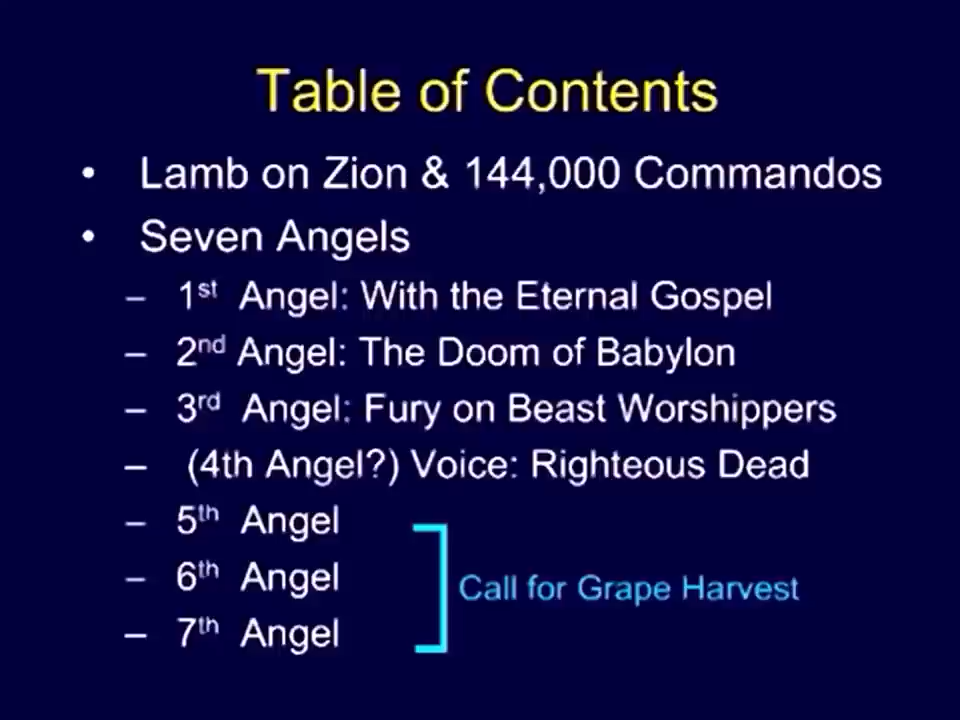 Table of Contents
• Lamb on Zion & 144,000 Commandos
• Seven Angels
– 1st Angel: With the Eternal Gospel
– 2nd Angel: The Doom of Babylon
– 3rd Angel: Fury on Beast Worshippers
– (4th Angel?) Voice: Righteous Dead
– 5th Angel
– 6th Angel
Call for Grape Harvest
– 7th Angel